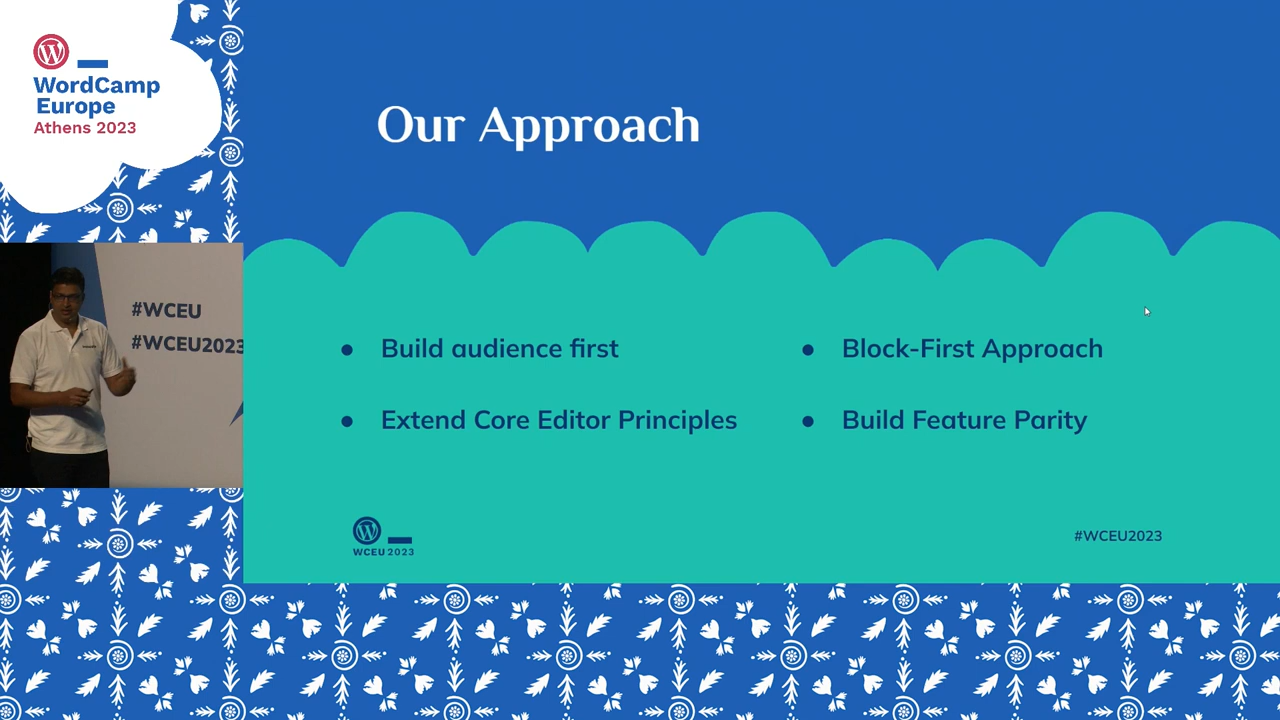 WordCamp
Europe
Athens 2023
#WCEU
#WCEU2023
Our Approach
Build audience first
Extend Core Editor Principles
Block-First Approach
Build Feature Parity
WCEU 2023
#WCEU2023